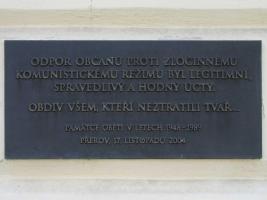 ODPOR OBČANŮ PROTI ZLOČINNÉMU
KOMUNISTICKÉMU REŽIMU BYL LEGITIMNÍ,
SPRAVEDLIVÝ A HODNÝ ÚCTY.
OBDIV VŠEM, KTEŘÍ NEZTRATILI TVÁŘ...
PAMÁTCE OBĚTÍ V LETECH 1948-1989
PŘEROV, 17. LISTOPADU 2004